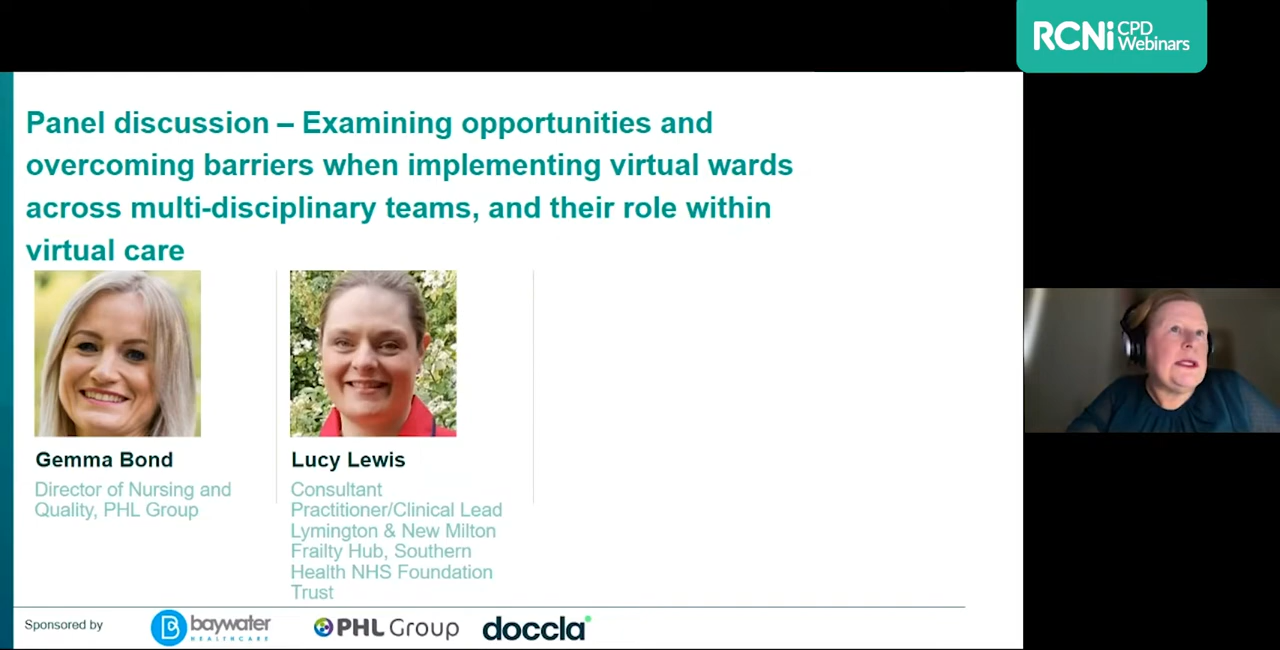 RCNi CPD Webinars
Panel discussion – Examining opportunities and
overcoming barriers when implementing virtual wards
across multi-disciplinary teams, and their role within
virtual care
Gemma Bond
Director of Nursing and
Quality, PHL Group
Lucy Lewis
Consultant
Practitioner/Clinical Lead
Lymington & New Milton
Frailty Hub, Southern
Health NHS Foundation
Trust
Sponsored by
baywater
HEALTHCARE
PHL Group
doccla